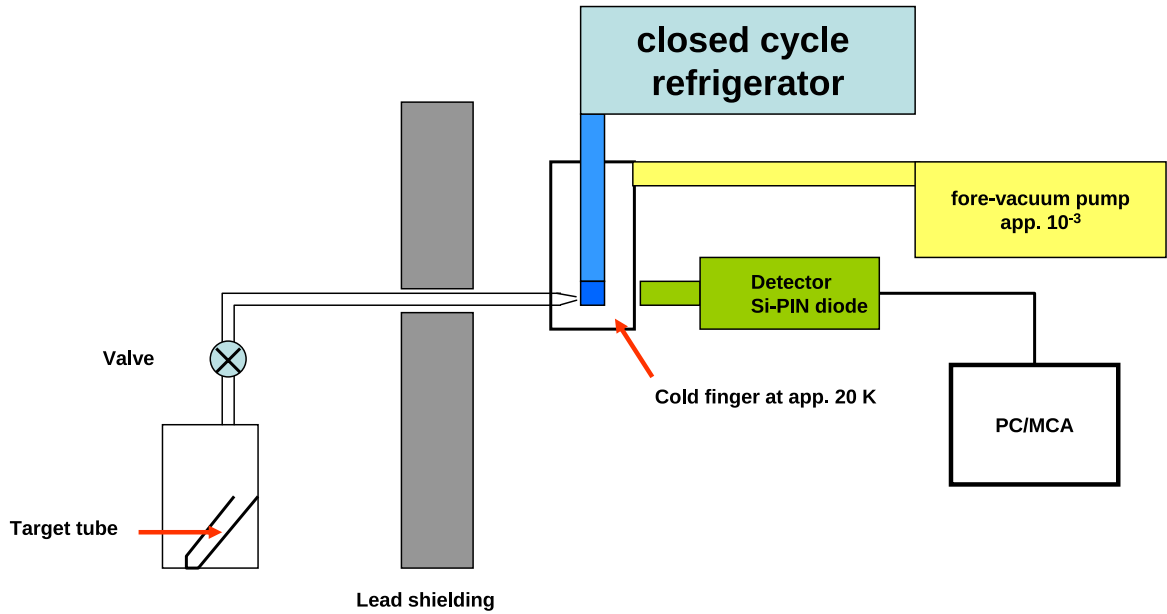 closed cycle
refrigerator
fore-vacuum pump
app. 10⁻³
Detector
Si-PIN diode
Valve
Cold finger at app. 20 K
PC/MCA
Target tube
Lead shielding